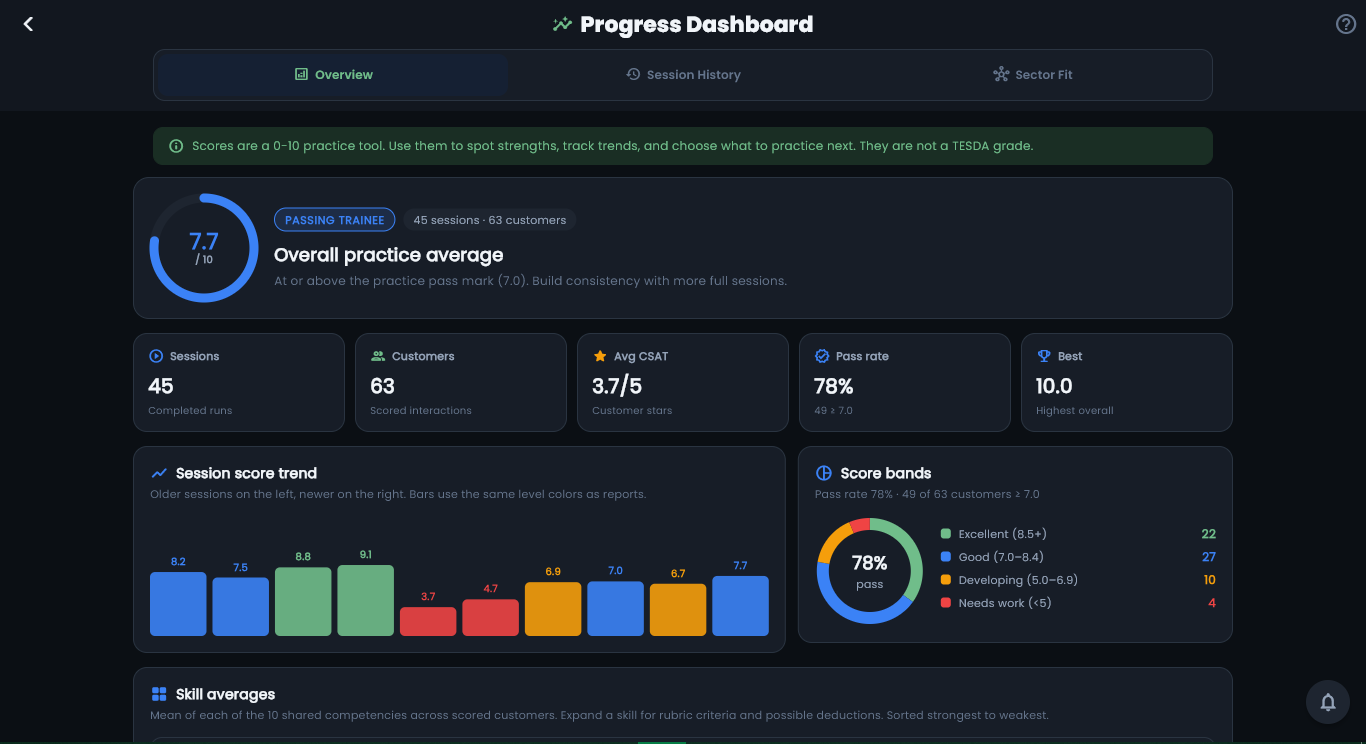 Progress Dashboard
Overview
Session History
Sector Fit
Scores are a 0-10 practice tool. Use them to spot strengths, track trends, and choose what to practice next. They are not a TESDA grade.
7.7
/ 10
PASSING TRAINEE
45 sessions · 63 customers
Overall practice average
At or above the practice pass mark (7.0). Build consistency with more full sessions.
Sessions
45
Completed runs
Customers
63
Scored interactions
Avg CSAT
3.7/5
Customer stars
Pass rate
78%
49 ≥ 7.0
Best
10.0
Highest overall
Session score trend
Older sessions on the left, newer on the right. Bars use the same level colors as reports.
8.2
7.5
8.8
9.1
3.7
4.7
6.9
7.0
6.7
7.7
Score bands
Pass rate 78% · 49 of 63 customers ≥ 7.0
78%
pass
Excellent (8.5+) 22
Good (7.0–8.4) 27
Developing (5.0–6.9) 10
Needs work (<5) 4
Skill averages
Mean of each of the 10 shared competencies across scored customers. Expand a skill for rubric criteria and possible deductions. Sorted strongest to weakest.